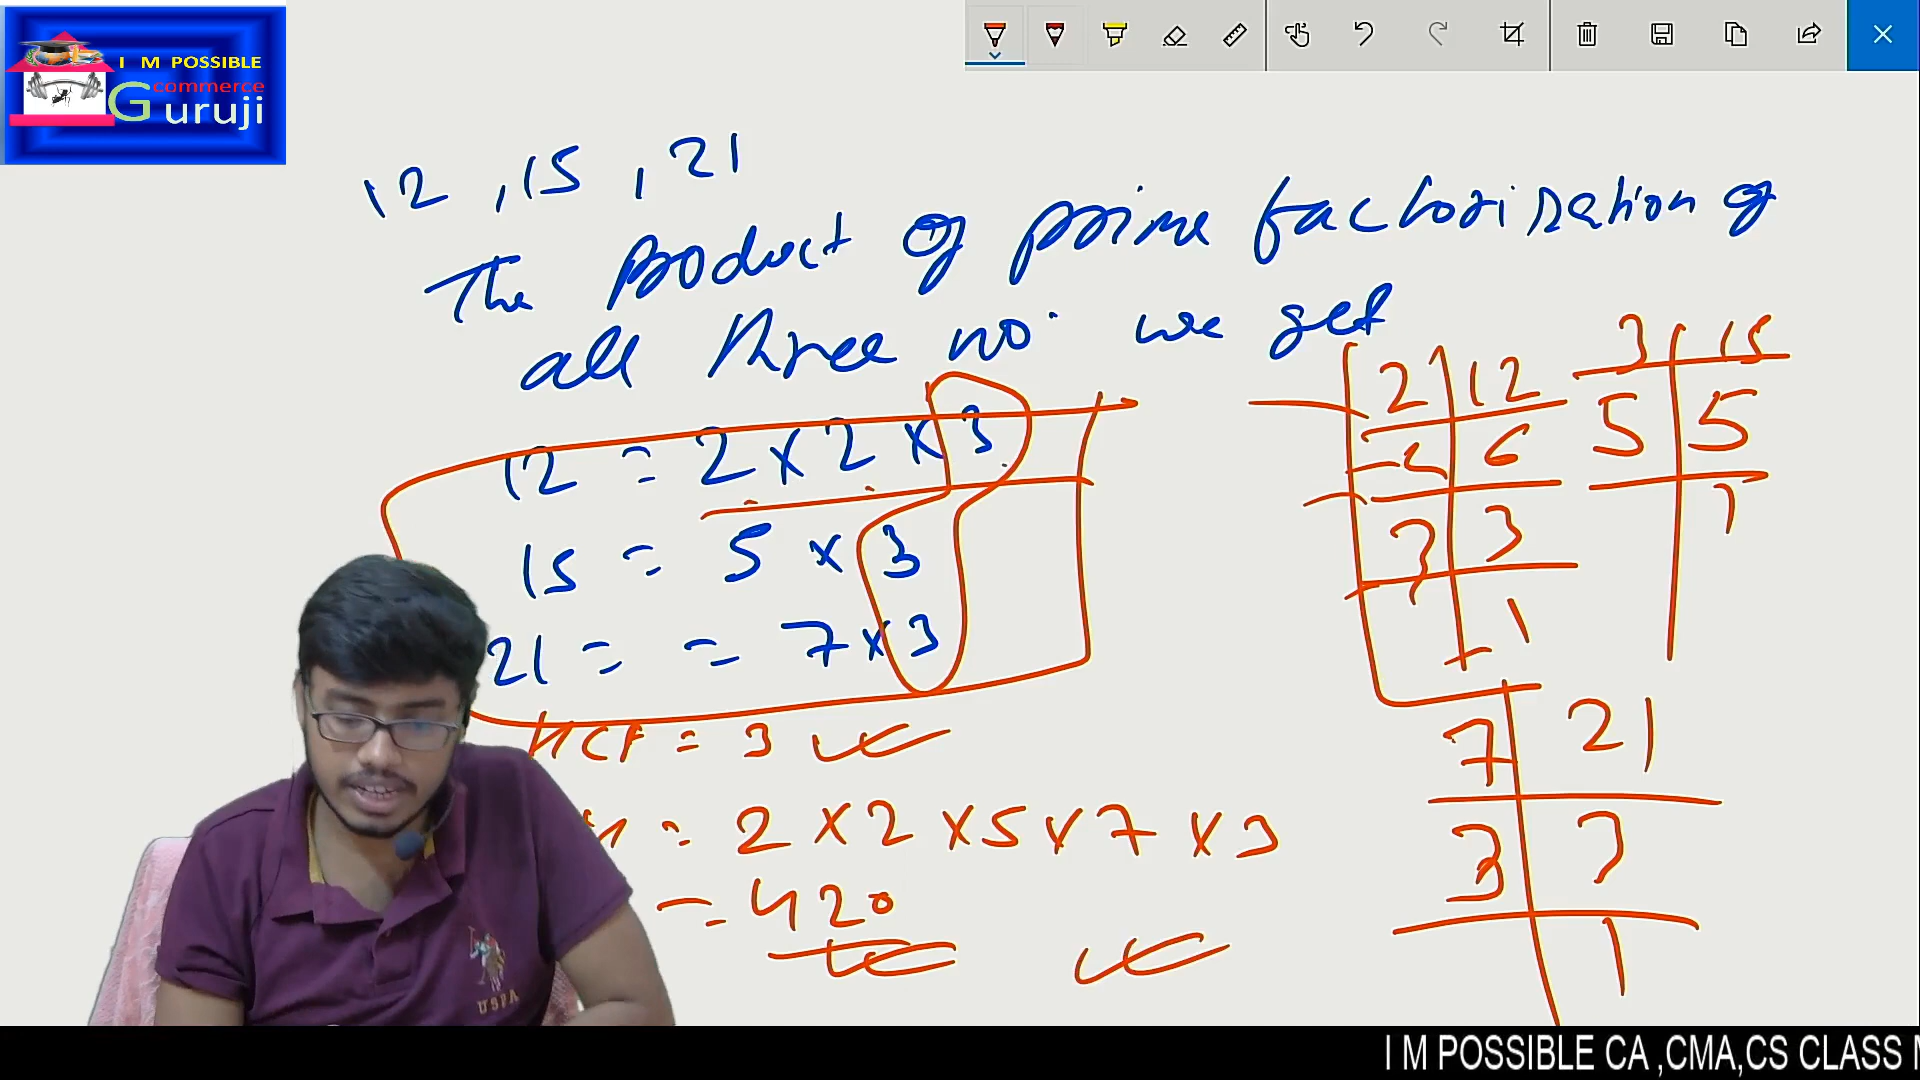 I M POSSIBLE
commerce
Guruji
12 , 15 , 21
The product of prime factorisation of
all three no. we get
12 = 2 x 2 x 3
15 = 5 x 3
21 = = 7 x 3
HCF = 3
= 2 x 2 x 5 x 7 x 3
= 420
2 12
2 6
3 3
1
3 15
5 5
1
7 21
3 3
1
USPA
I M POSSIBLE CA ,CMA,CS CLASS